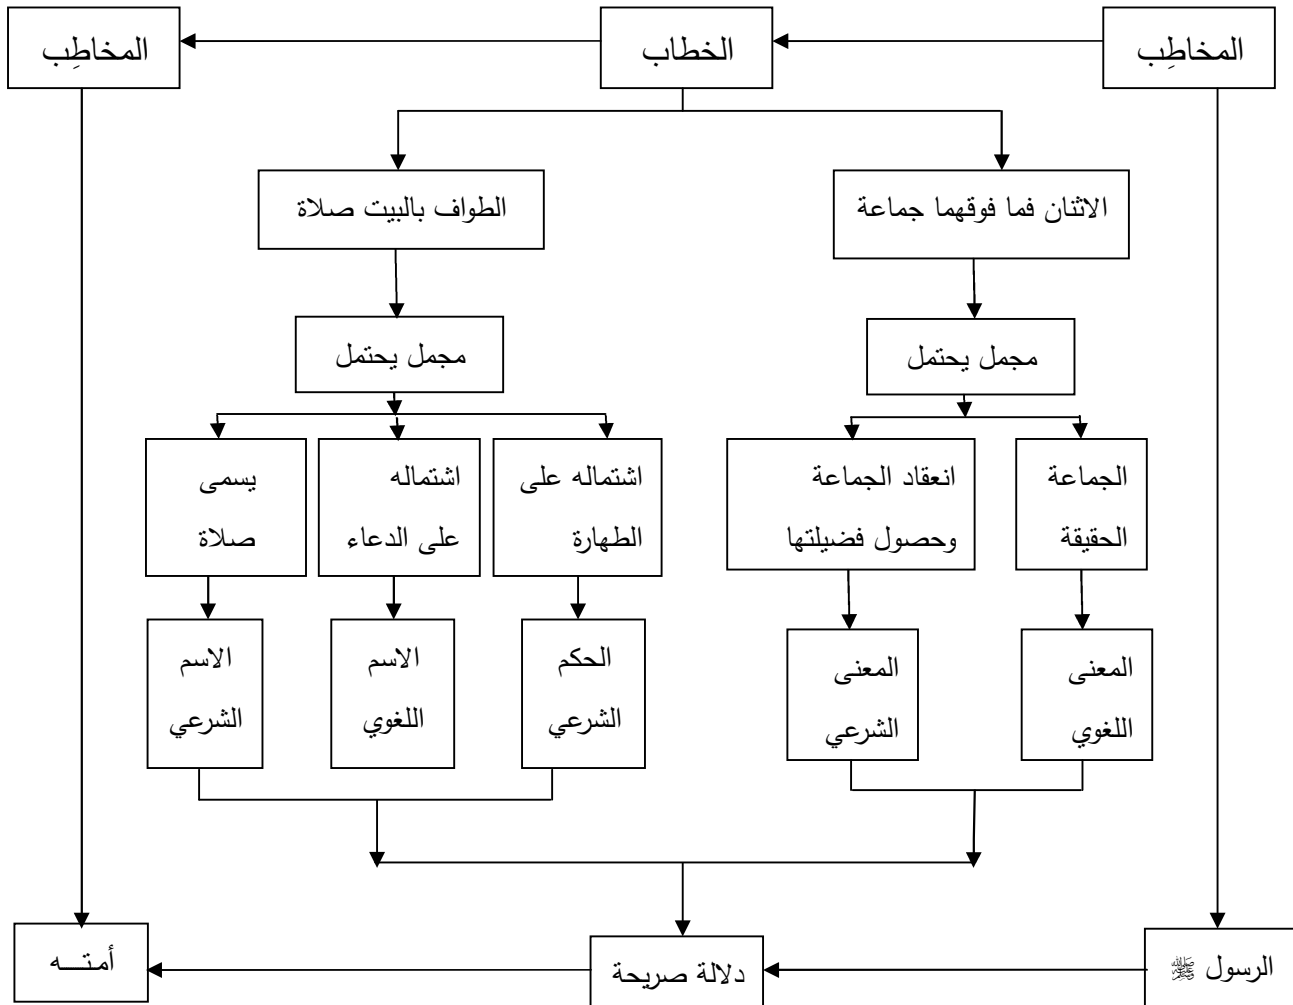 المخاطِب
الخطاب
المخاطِب
الاثنان فما فوقهما جماعة
الطواف بالبيت صلاة
مجمل يحتمل
مجمل يحتمل
الجماعة
الحقيقة
انعقاد الجماعة
وحصول فضيلتها
اشتماله على
الطهارة
اشتماله
على الدعاء
يسمى
صلاة
المعنى
اللغوي
المعنى
الشرعي
الحكم
الشرعي
الاسم
اللغوي
الاسم
الشرعي
الرسول ﷺ
دلالة صريحة
أمتـــه